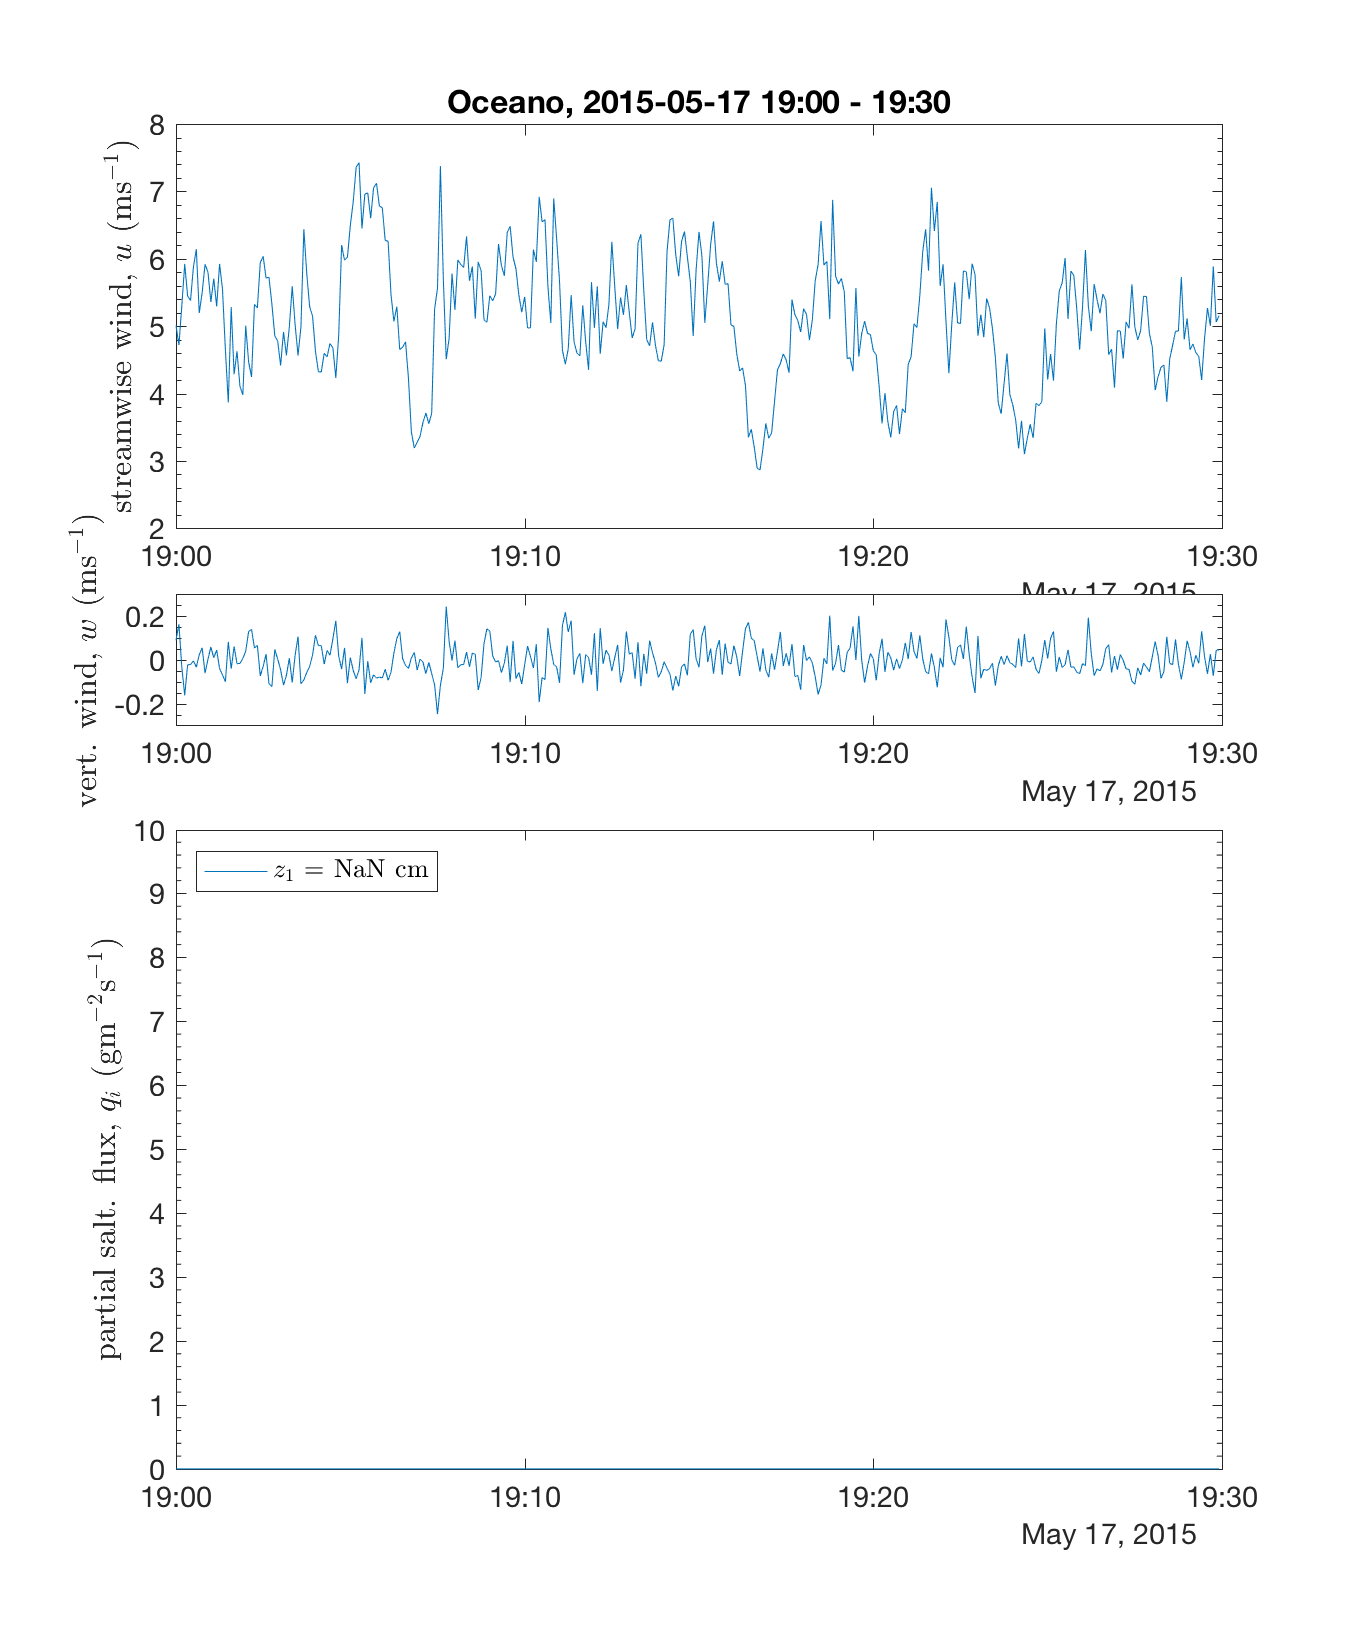 Oceano, 2015-05-17 19:00 - 19:30
streamwise wind, u (ms⁻¹)
8
7
6
5
4
3
2
19:00 19:10 19:20 19:30
May 17, 2015
vert. wind, w (ms⁻¹)
0.2
0
-0.2
19:00 19:10 19:20 19:30
May 17, 2015
partial salt. flux, qᵢ (gm⁻²s⁻¹)
10
9
8
7
6
5
4
3
2
1
0
z₁ = NaN cm
19:00 19:10 19:20 19:30
May 17, 2015